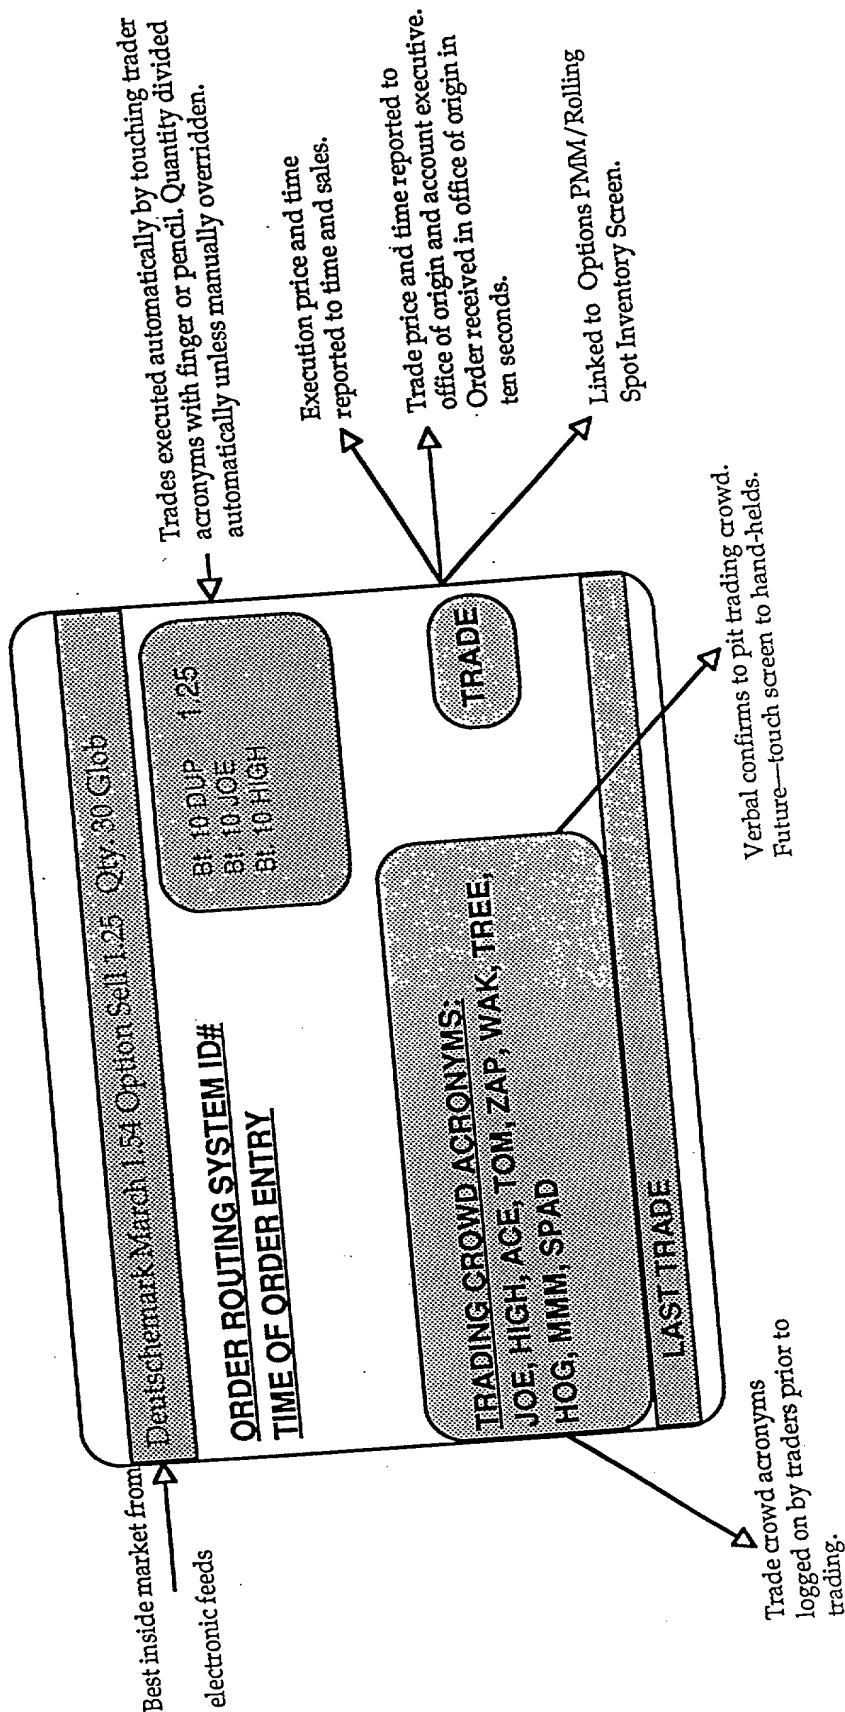 Best inside market from
electronic feeds
Deutschemark March 1.54 Option Sell 1.25 Qty. 30 Glob
ORDER ROUTING SYSTEM ID#
TIME OF ORDER ENTRY
Bt. 10 DUP 1.25
Bt. 10 JOE
Bt. 10 HIGH
TRADE
TRADING CROWD ACRONYMS:
JOE, HIGH, ACE, TOM, ZAP, WAK, TREE,
HOG, MMM, SPAD
LAST TRADE
Trades executed automatically by touching trader
acronyms with finger or pencil. Quantity divided
automatically unless manually overridden.
Execution price and time
reported to time and sales.
Trade price and time reported to
office of origin and account executive.
Order received in office of origin in
ten seconds.
Linked to Options PMM/Rolling
Spot Inventory Screen.
Verbal confirms to pit trading crowd.
Future—touch screen to hand-helds.
Trade crowd acronyms
logged on by traders prior to
trading.